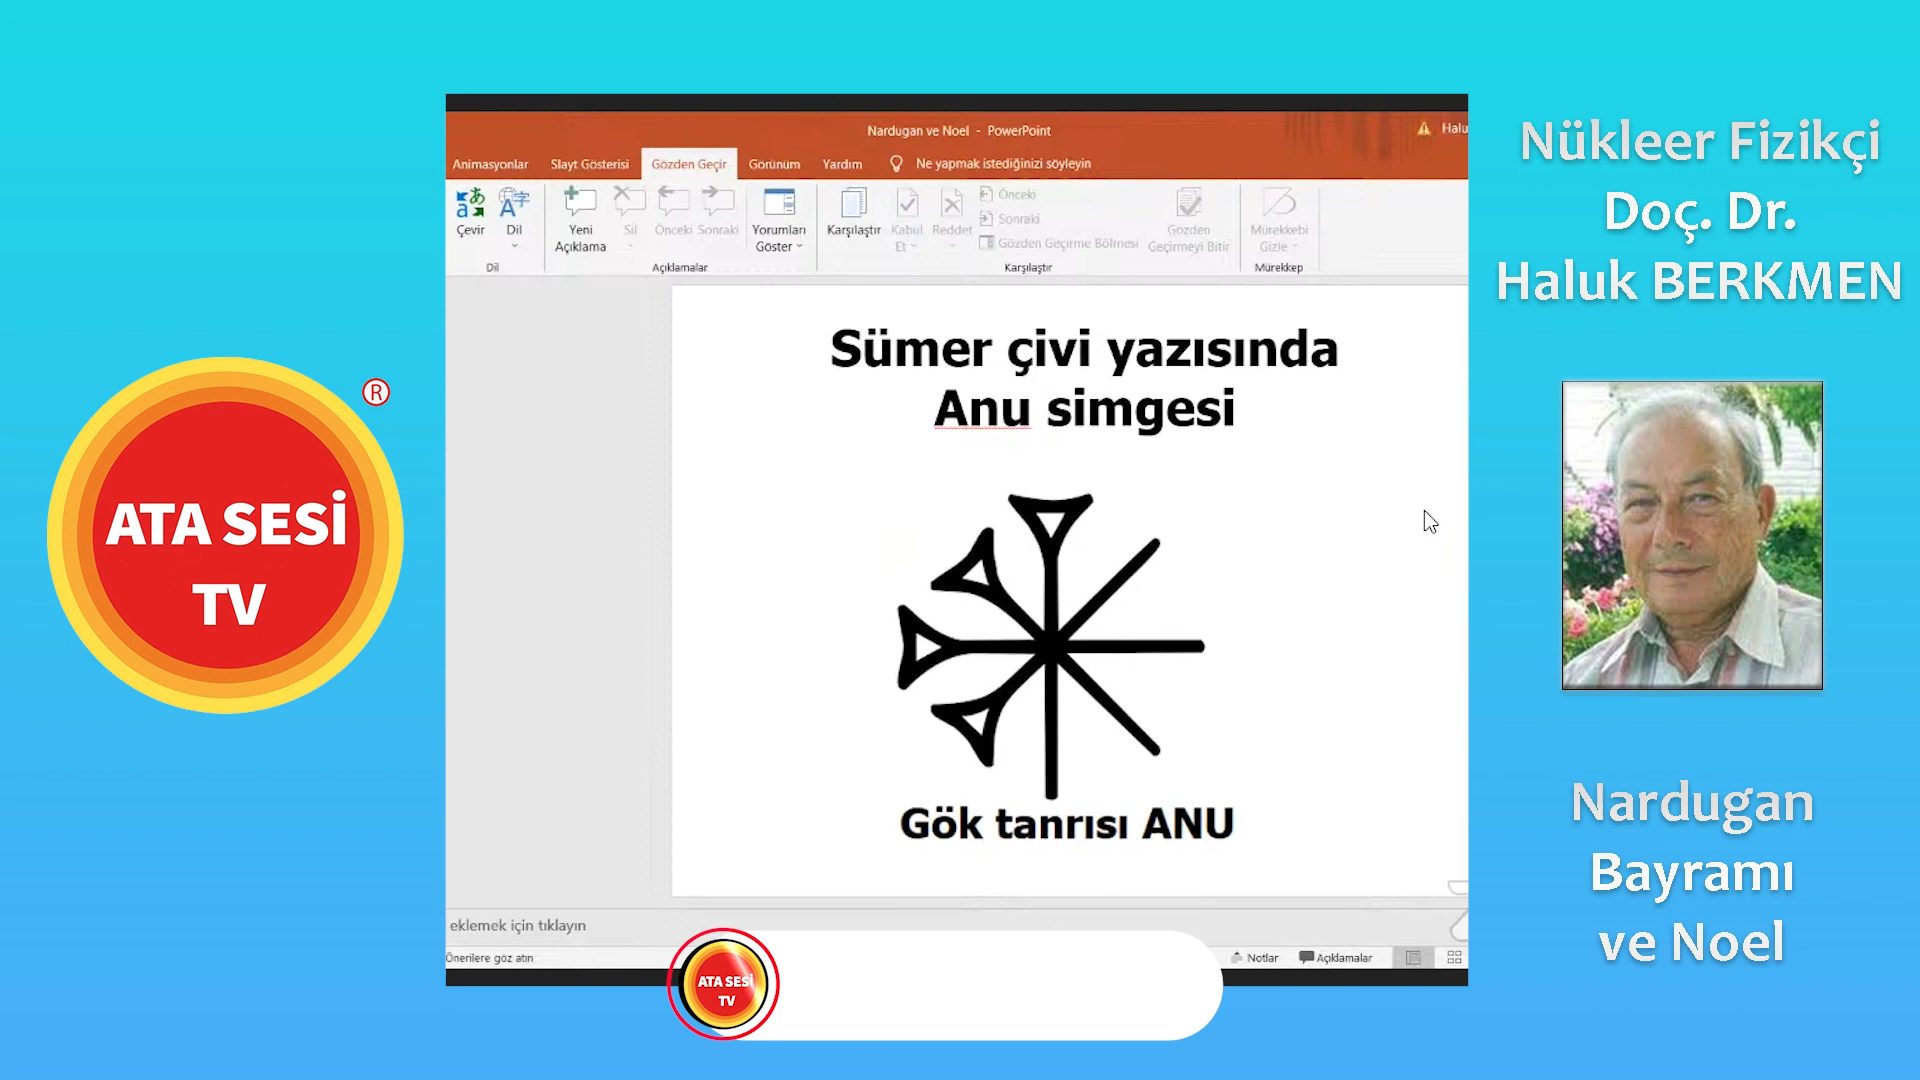 ATA SESİ
TV
®
Nardugan ve Noel - PowerPoint
Halu
Animasyonlar
Slayt Gösterisi
Gözden Geçir
Görünüm
Yardım
Ne yapmak istediğinizi söyleyin
Çevir
Dil
Dil
Yeni
Açıklama
Sil
Önceki
Sonraki
Yorumları
Göster
Açıklamalar
Karşılaştır
Kabul
Et
Reddet
Önceki
Sonraki
Gözden Geçirme Bölmesi
Gözden
Geçirmeyi Bitir
Karşılaştır
Mürekkebi
Gizle
Mürekkep
Sümer çivi yazısında
Anu simgesi
Gök tanrısı ANU
eklemek için tıklayın
Önerilere göz atın
Notlar
Açıklamalar
ATA SESİ
TV
Nükleer Fizikçi
Doç. Dr.
Haluk BERKMEN
Nardugan
Bayramı
ve Noel